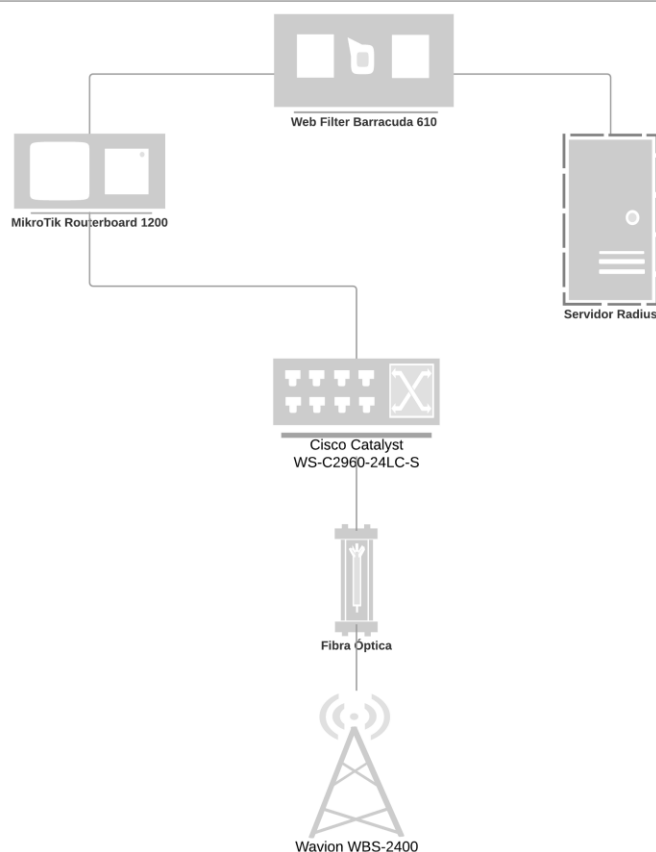 Web Filter Barracuda 610
MikroTik Routerboard 1200
Servidor Radius
Cisco Catalyst
WS-C2960-24LC-S
Fibra Óptica
Wavion WBS-2400